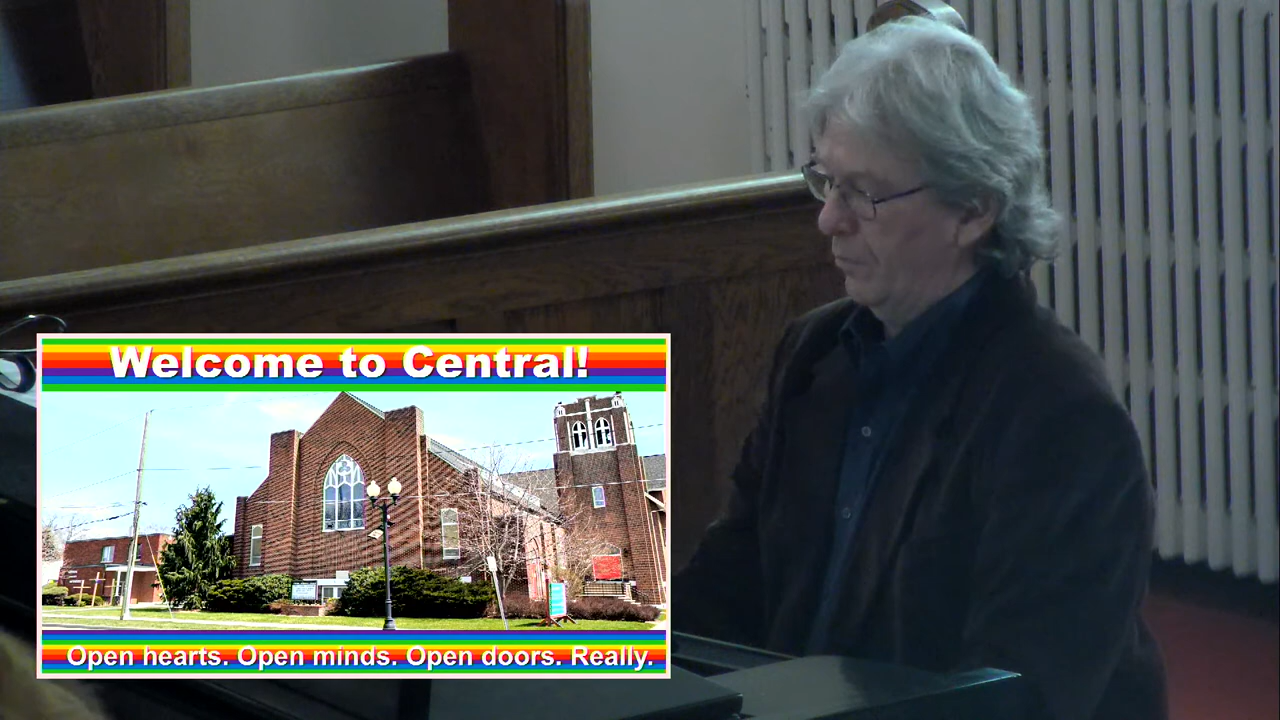 Welcome to Central!
Open hearts. Open minds. Open doors. Really.